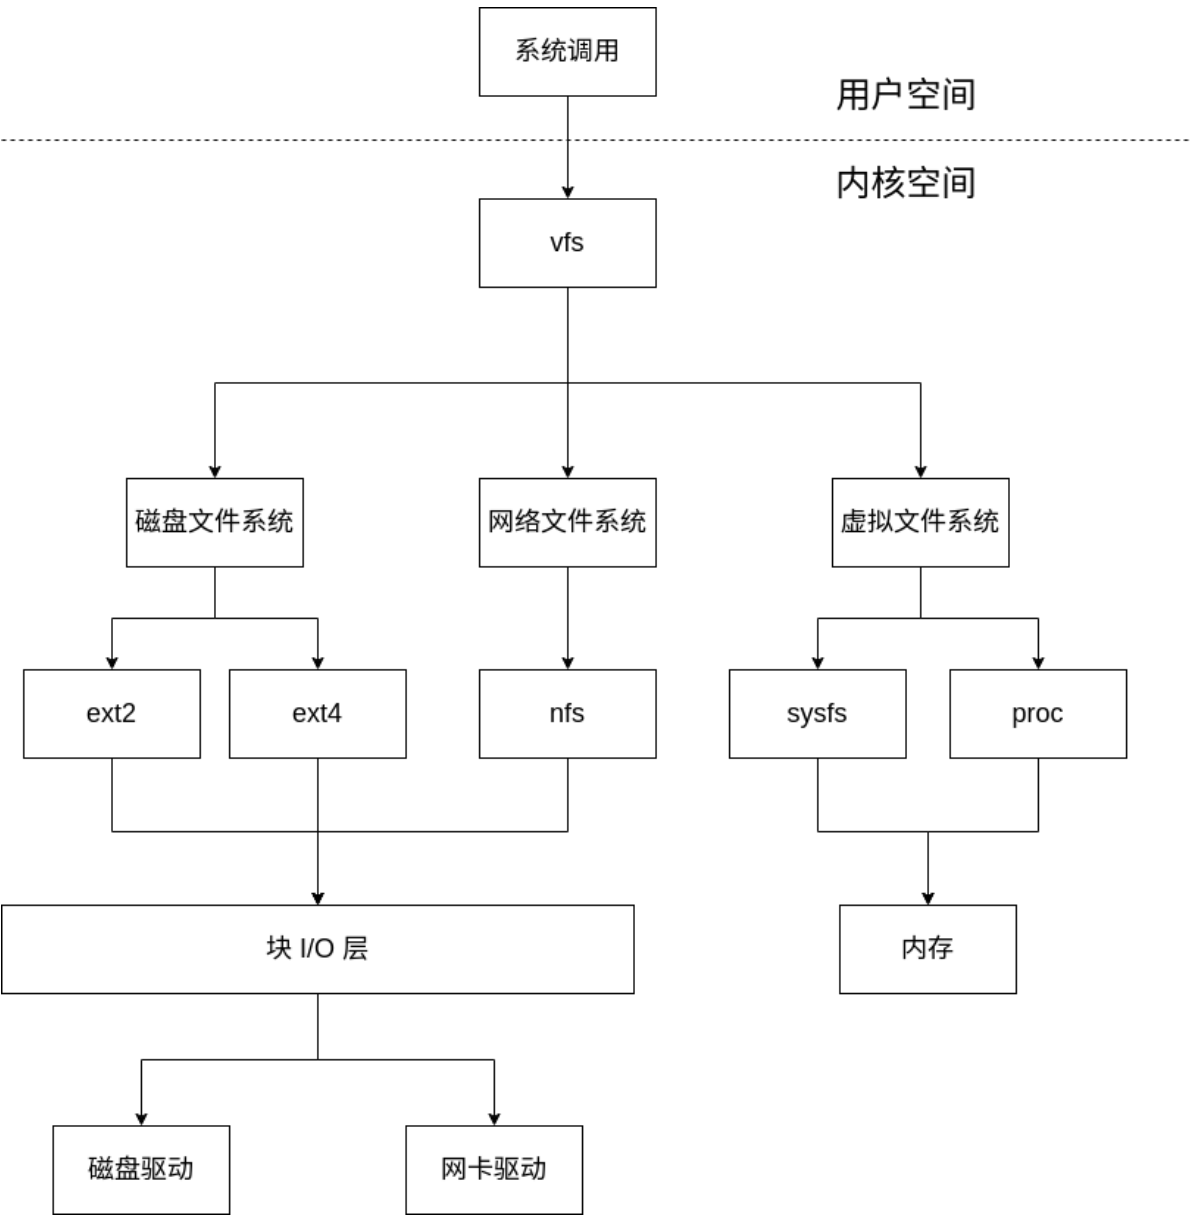 系统调用
用户空间
内核空间
vfs
磁盘文件系统
网络文件系统
虚拟文件系统
ext2
ext4
nfs
sysfs
proc
块 I/O 层
内存
磁盘驱动
网卡驱动